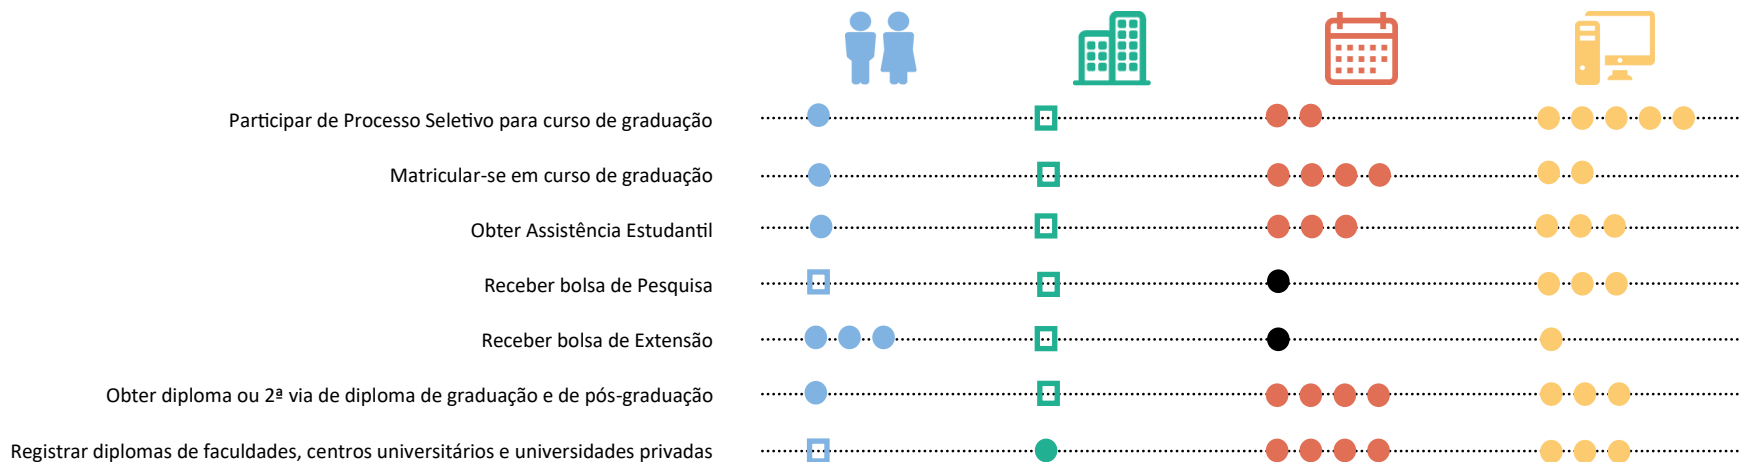 Participar de Processo Seletivo para curso de graduação
Matricular-se em curso de graduação
Obter Assistência Estudantil
Receber bolsa de Pesquisa
Receber bolsa de Extensão
Obter diploma ou 2ª via de diploma de graduação e de pós-graduação
Registrar diplomas de faculdades, centros universitários e universidades privadas